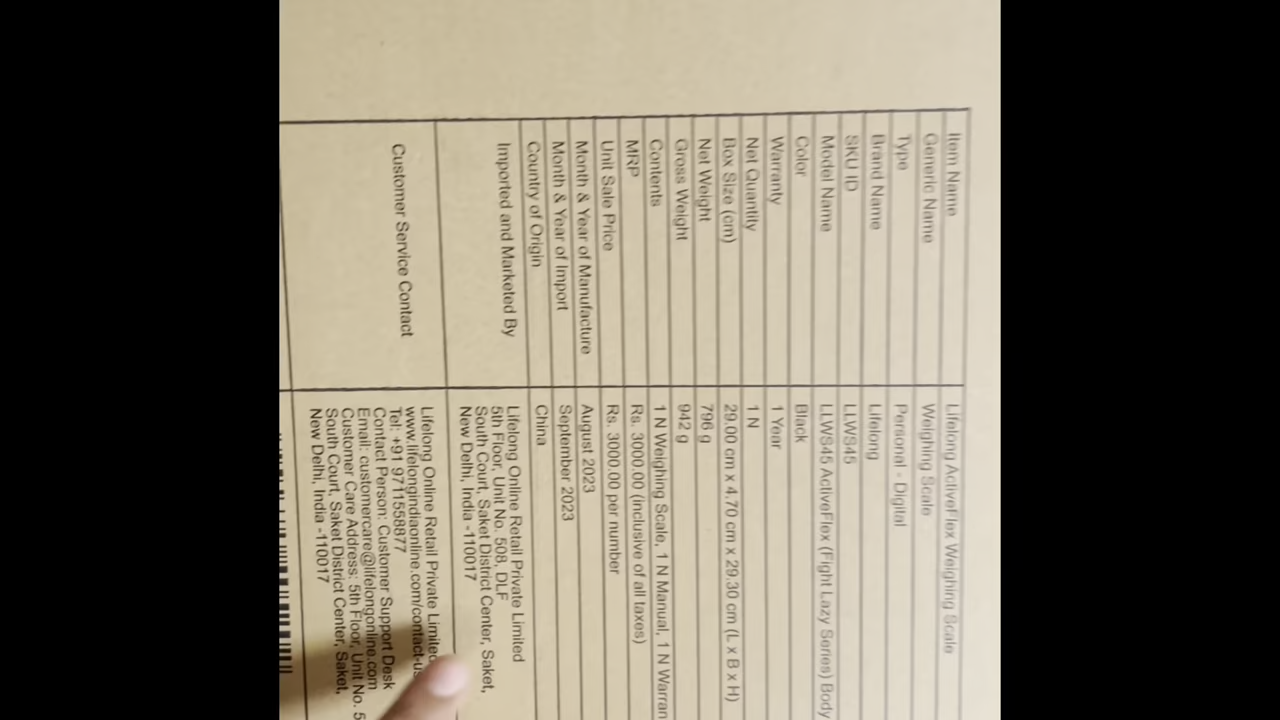 Item Name Lifelong ActiveFlex Weighing Scale
Generic Name Weighing Scale
Type Personal - Digital
Brand Name Lifelong
SKU ID LLWS45
Model Name LLWS45 ActiveFlex (Fight Lazy Series) Body
Color Black
Warranty 1 Year
Net Quantity 1 N
Box Size (cm) 29.00 cm x 4.70 cm x 29.30 cm (L x B x H)
Net Weight 796 g
Gross Weight 942 g
Contents 1 N Weighing Scale, 1 N Manual, 1 N Warran
MRP Rs. 3000.00 (inclusive of all taxes)
Unit Sale Price Rs. 3000.00 per number
Month & Year of Manufacture August 2023
Month & Year of Import September 2023
Country of Origin China
Imported and Marketed By
Lifelong Online Retail Private Limited
5th Floor, Unit No. 508, DLF
South Court, Saket District Center, Saket,
New Delhi, India -110017
Customer Service Contact
Lifelong Online Retail Private Limited
www.lifelongindiaonline.com/contact-us
Tel: +91 9711558877
Contact Person: Customer Support Desk
Email: customercare@lifelongonline.com
Customer Care Address: 5th Floor, Unit No. 5
South Court, Saket District Center, Saket,
New Delhi, India -110017